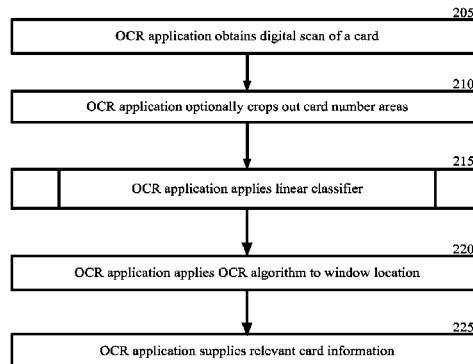 205
OCR application obtains digital scan of a card
210
OCR application optionally crops out card number areas
215
OCR application applies linear classifier
220
OCR application applies OCR algorithm to window location
225
OCR application supplies relevant card information